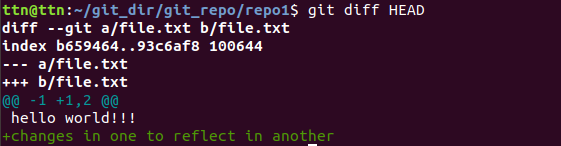 ttn@ttn:~/git_dir/git_repo/repo1$ git diff HEAD
diff --git a/file.txt b/file.txt
index b659464..93c6af8 100644
--- a/file.txt
+++ b/file.txt
@@ -1 +1,2 @@
 hello world!!!
+changes in one to reflect in another